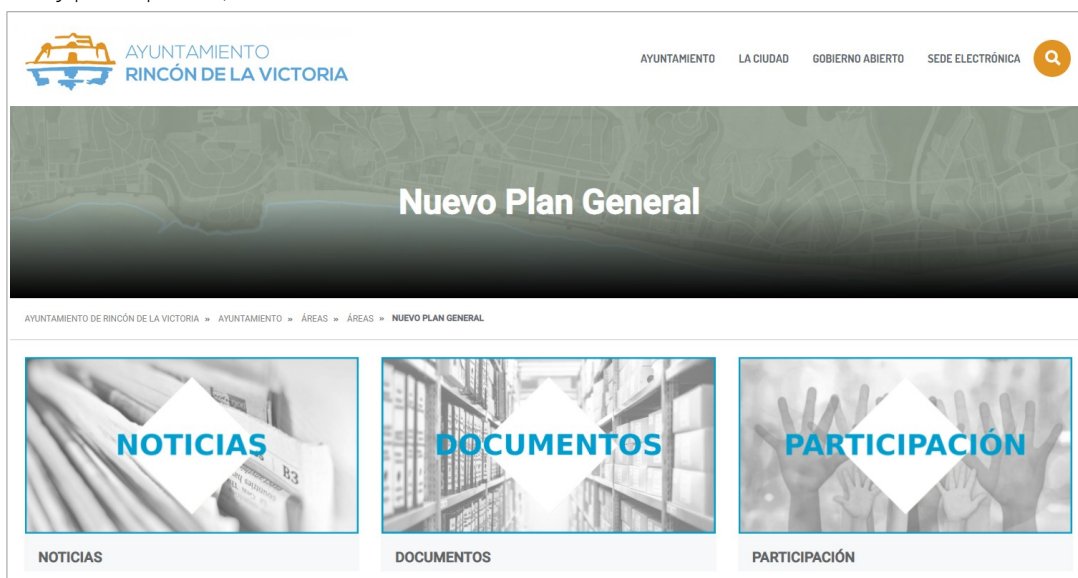 AYUNTAMIENTO
RINCÓN DE LA VICTORIA
AYUNTAMIENTO LA CIUDAD GOBIERNO ABIERTO SEDE ELECTRÓNICA
Nuevo Plan General
AYUNTAMIENTO DE RINCÓN DE LA VICTORIA » AYUNTAMIENTO » ÁREAS » ÁREAS » NUEVO PLAN GENERAL
NOTICIAS
B3
DOCUMENTOS
PARTICIPACIÓN
NOTICIAS
DOCUMENTOS
PARTICIPACIÓN